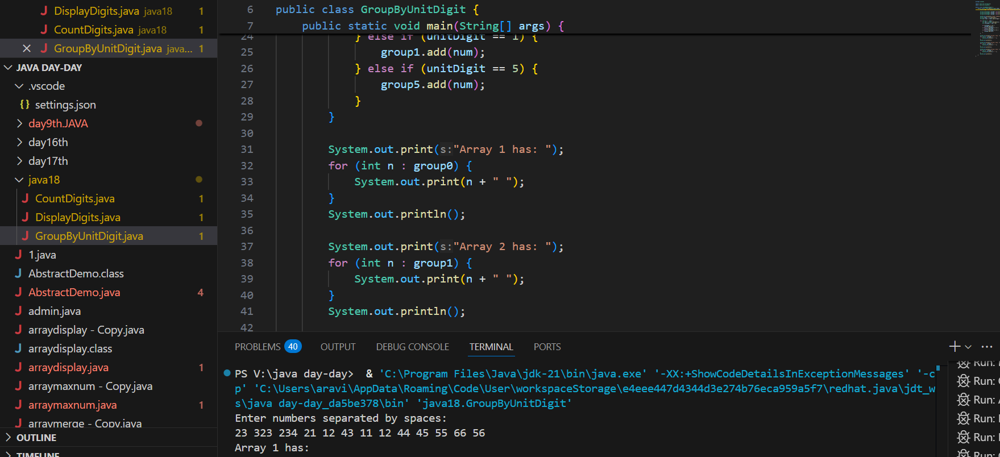 DisplayDigits.java java18 1
CountDigits.java java18 1
GroupByUnitDigit.java java... 1
JAVA DAY-DAY
.vscode
{} settings.json
day9th.JAVA
day16th
day17th
java18
CountDigits.java 1
DisplayDigits.java 1
GroupByUnitDigit.java 1
1.java
AbstractDemo.class
AbstractDemo.java 4
admin.java
arraydisplay - Copy.java
arraydisplay.class
arraydisplay.java 1
arraymaxnum - Copy.java
arraymaxnum.java 1
arraymerge - Copy.java
OUTLINE
TIMELINE
6 public class GroupByUnitDigit {
7 public static void main(String[] args) {
24 } else if (unitDigit == 1) {
25 group1.add(num);
26 } else if (unitDigit == 5) {
27 group5.add(num);
28 }
29 }
30
31 System.out.print(s:"Array 1 has: ");
32 for (int n : group0) {
33 System.out.print(n + " ");
34 }
35 System.out.println();
36
37 System.out.print(s:"Array 2 has: ");
38 for (int n : group1) {
39 System.out.print(n + " ");
40 }
41 System.out.println();
42
PROBLEMS 40 OUTPUT DEBUG CONSOLE TERMINAL PORTS
PS V:\java day-day> & 'C:\Program Files\Java\jdk-21\bin\java.exe' '-XX:+ShowCodeDetailsInExceptionMessages' '-c
p' 'C:\Users\aravi\AppData\Roaming\Code\User\workspaceStorage\e4eee447d4344d3e274b76eca959a5f7\redhat.java\jdt_w
s\java day-day_da5be378\bin' 'java18.GroupByUnitDigit'
Enter numbers separated by spaces:
23 323 234 21 12 43 11 12 44 45 55 66 56
Array 1 has:
Run:
Run:
Run:
Run:
Run:
Run: